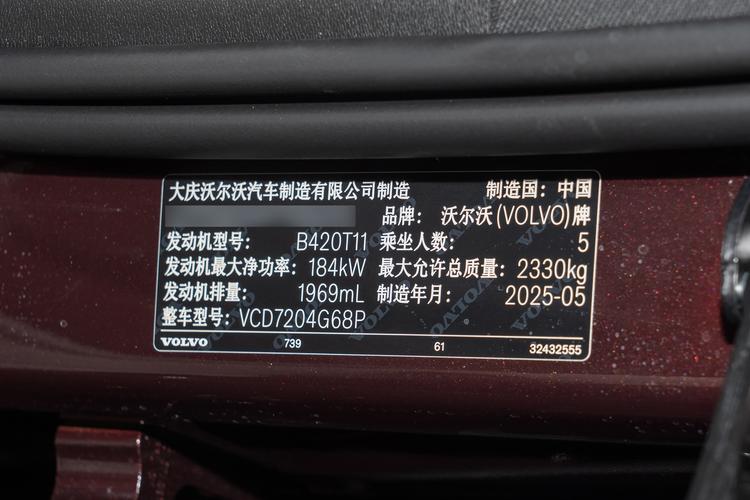 大庆沃尔沃汽车制造有限公司制造 制造国：中国
品牌：沃尔沃(VOLVO)牌
发动机型号：B420T11 乘坐人数：5
发动机最大净功率：184kW 最大允许总质量：2330kg
发动机排量：1969mL 制造年月：2025-05
整车型号：VCD7204G68P
VOLVO 739 61 32432555